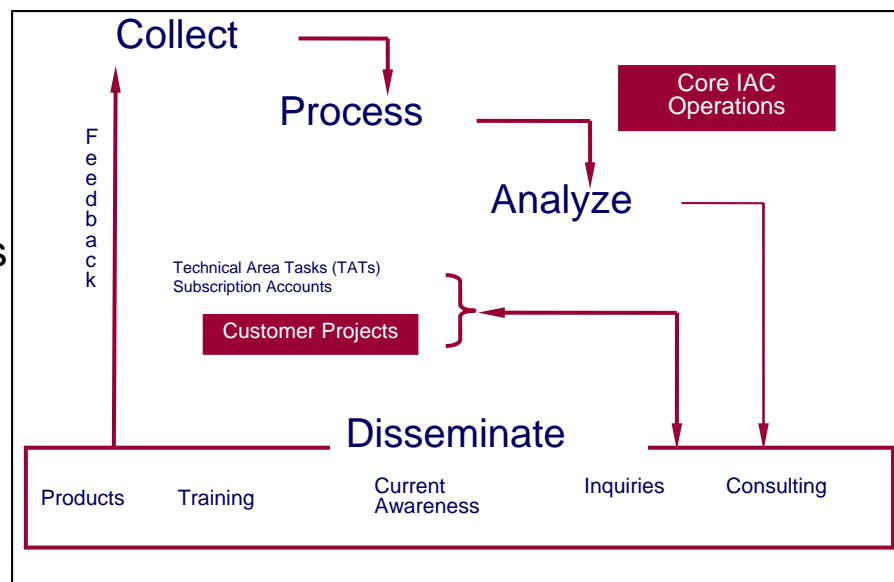 Collect
Process
Core IAC
Operations
Analyze
Feedback
s
Technical Area Tasks (TATs)
Subscription Accounts
Customer Projects
Disseminate
Products
Training
Current
Awareness
Inquiries
Consulting